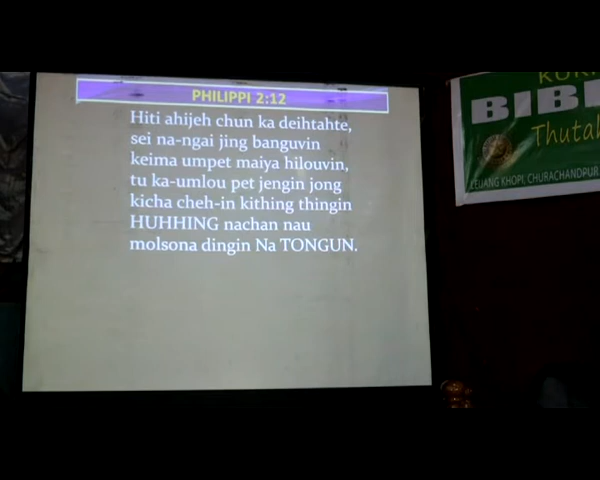 PHILIPPI 2:12
Hiti ahijeh chun ka deihtahte,
sei na-ngai jing banguvin
keima umpet maiya hilouvin,
tu ka-umlou pet jengin jong
kicha cheh-in kithing thingin
HUHHING nachan nau
molsona dingin Na TONGUN.
LEIJANG KHOPI, CHURACHANDPUR